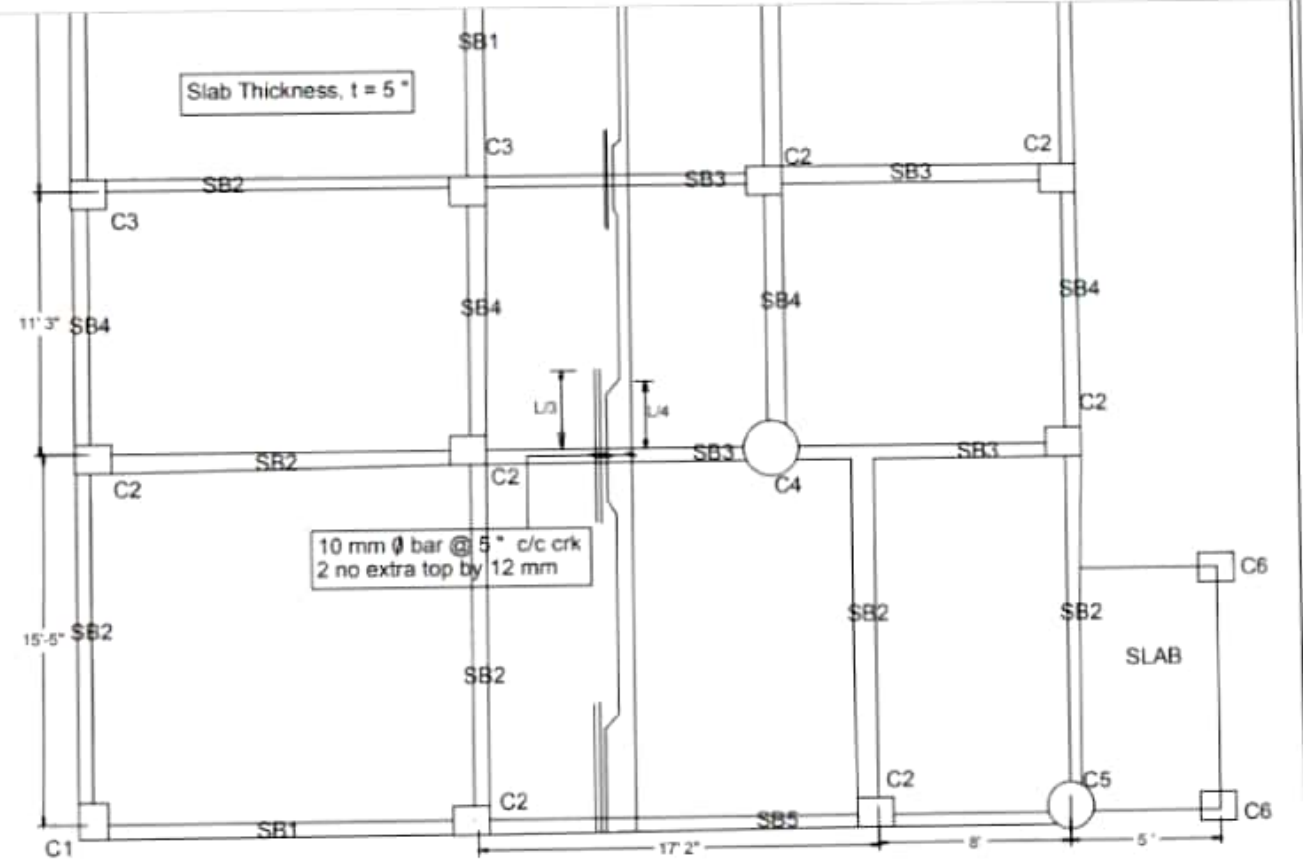 SB1
Slab Thickness, t = 5 "
C3
C2
C2
SB2
SB3
SB3
C3
11' 3"
SB4
SB4
SB4
SB4
L/3
L/4
C2
SB2
SB3
SB3
C2
C2
C4
10 mm Ø bar @ 5 " c/c crk
2 no extra top by 12 mm
C6
15'-5"
SB2
SB2
SB2
SLAB
SB2
C2
C2
C5
SB1
SB5
C6
C1
17' 2"
8'
5 '